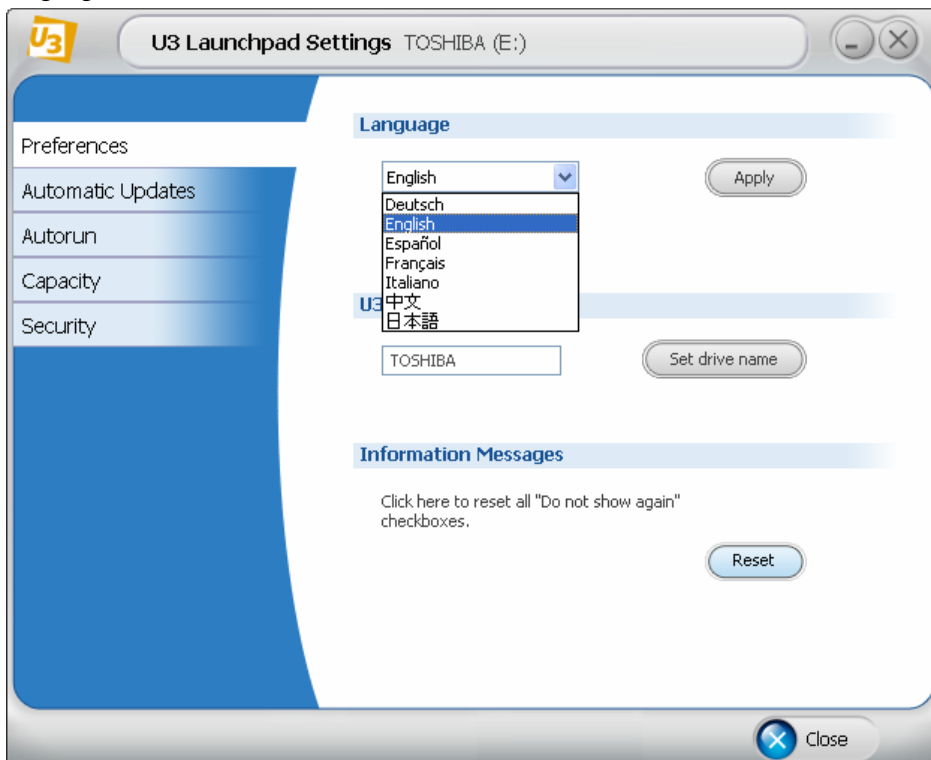 U3
U3 Launchpad Settings TOSHIBA (E:)
Preferences
Automatic Updates
Autorun
Capacity
Security
Language
English
Apply
Deutsch
English
Español
Français
Italiano
中文
日本語
U3
TOSHIBA
Set drive name
Information Messages
Click here to reset all "Do not show again"
checkboxes.
Reset
Close